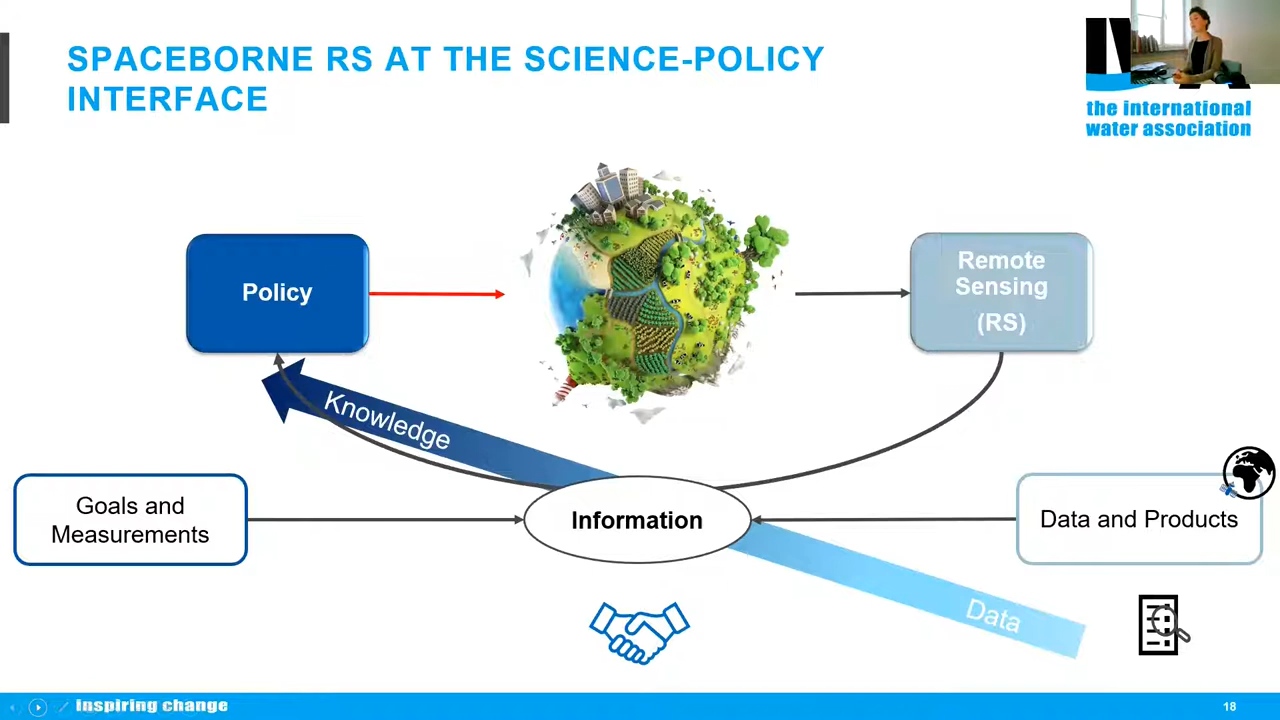 SPACEBORNE RS AT THE SCIENCE-POLICY
INTERFACE
the international
water association
Policy
Remote
Sensing
(RS)
Knowledge
Goals and
Measurements
Information
Data and Products
Data
inspiring change
18